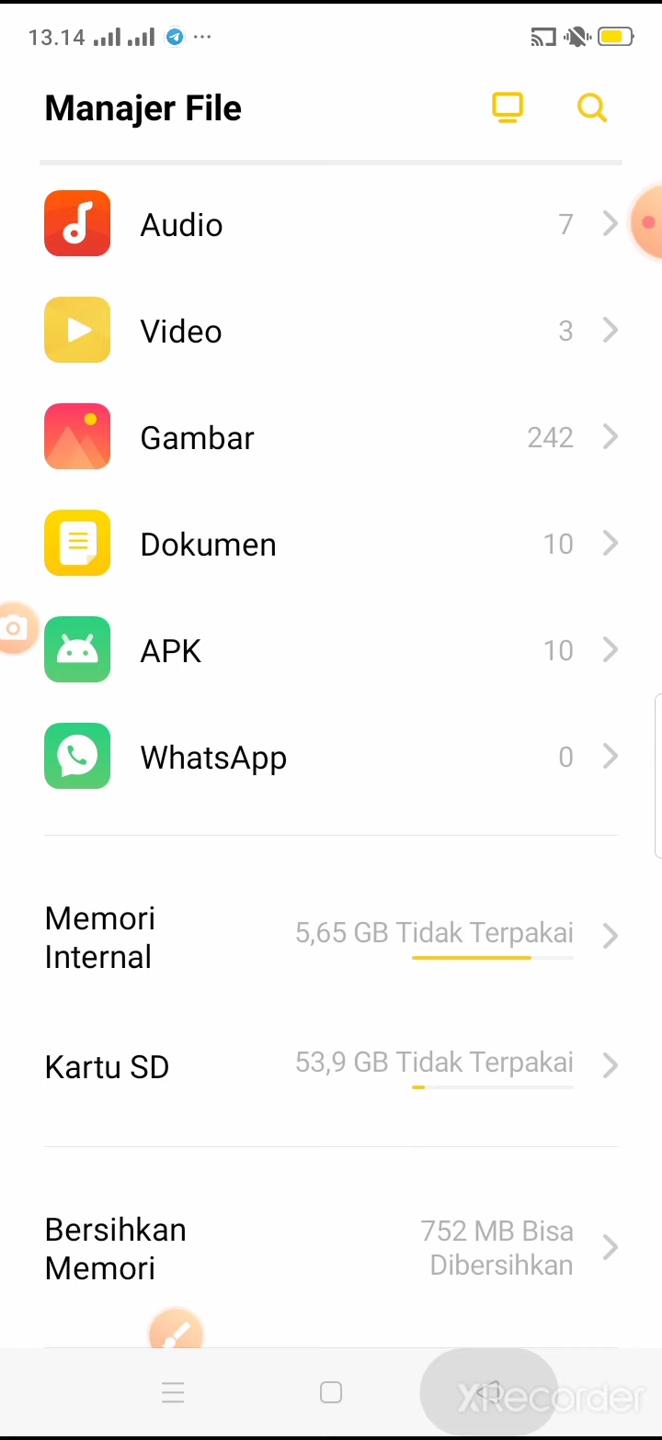 13.14
Manajer File
Audio 7
Video 3
Gambar 242
Dokumen 10
APK 10
WhatsApp 0
Memori
Internal
5,65 GB Tidak Terpakai
Kartu SD 53,9 GB Tidak Terpakai
Bersihkan
Memori
752 MB Bisa
Dibersihkan
XRecorder